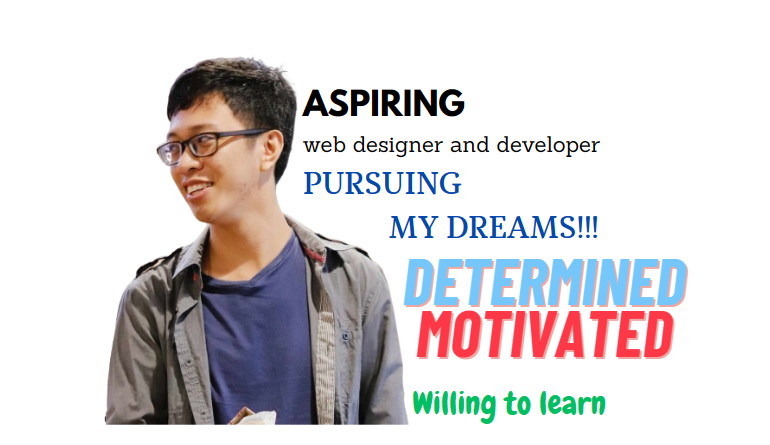 ASPIRING
web designer and developer
PURSUING
MY DREAMS!!!
DETERMINED
MOTIVATED
Willing to learn